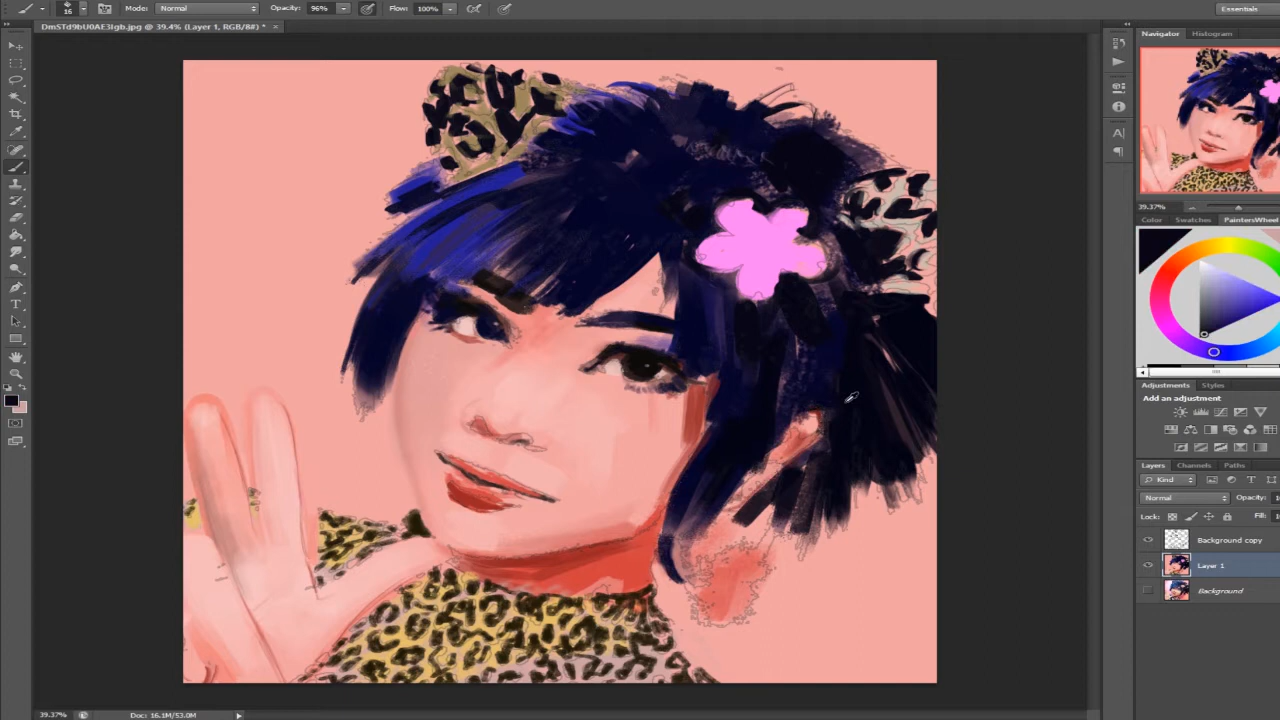 16 Mode: Normal Opacity: 96% Flow: 100% Essentials
DmSTd9bU0AE3Igb.jpg @ 39.4% (Layer 1, RGB/8#) * ×
Navigator Histogram
39.37%
Color Swatches PaintersWheel
Adjustments Styles
Add an adjustment
Layers Channels Paths
Kind
Normal Opacity:
Lock: Fill:
Background copy
Layer 1
Background
39.37% Doc: 16.1M/53.0M